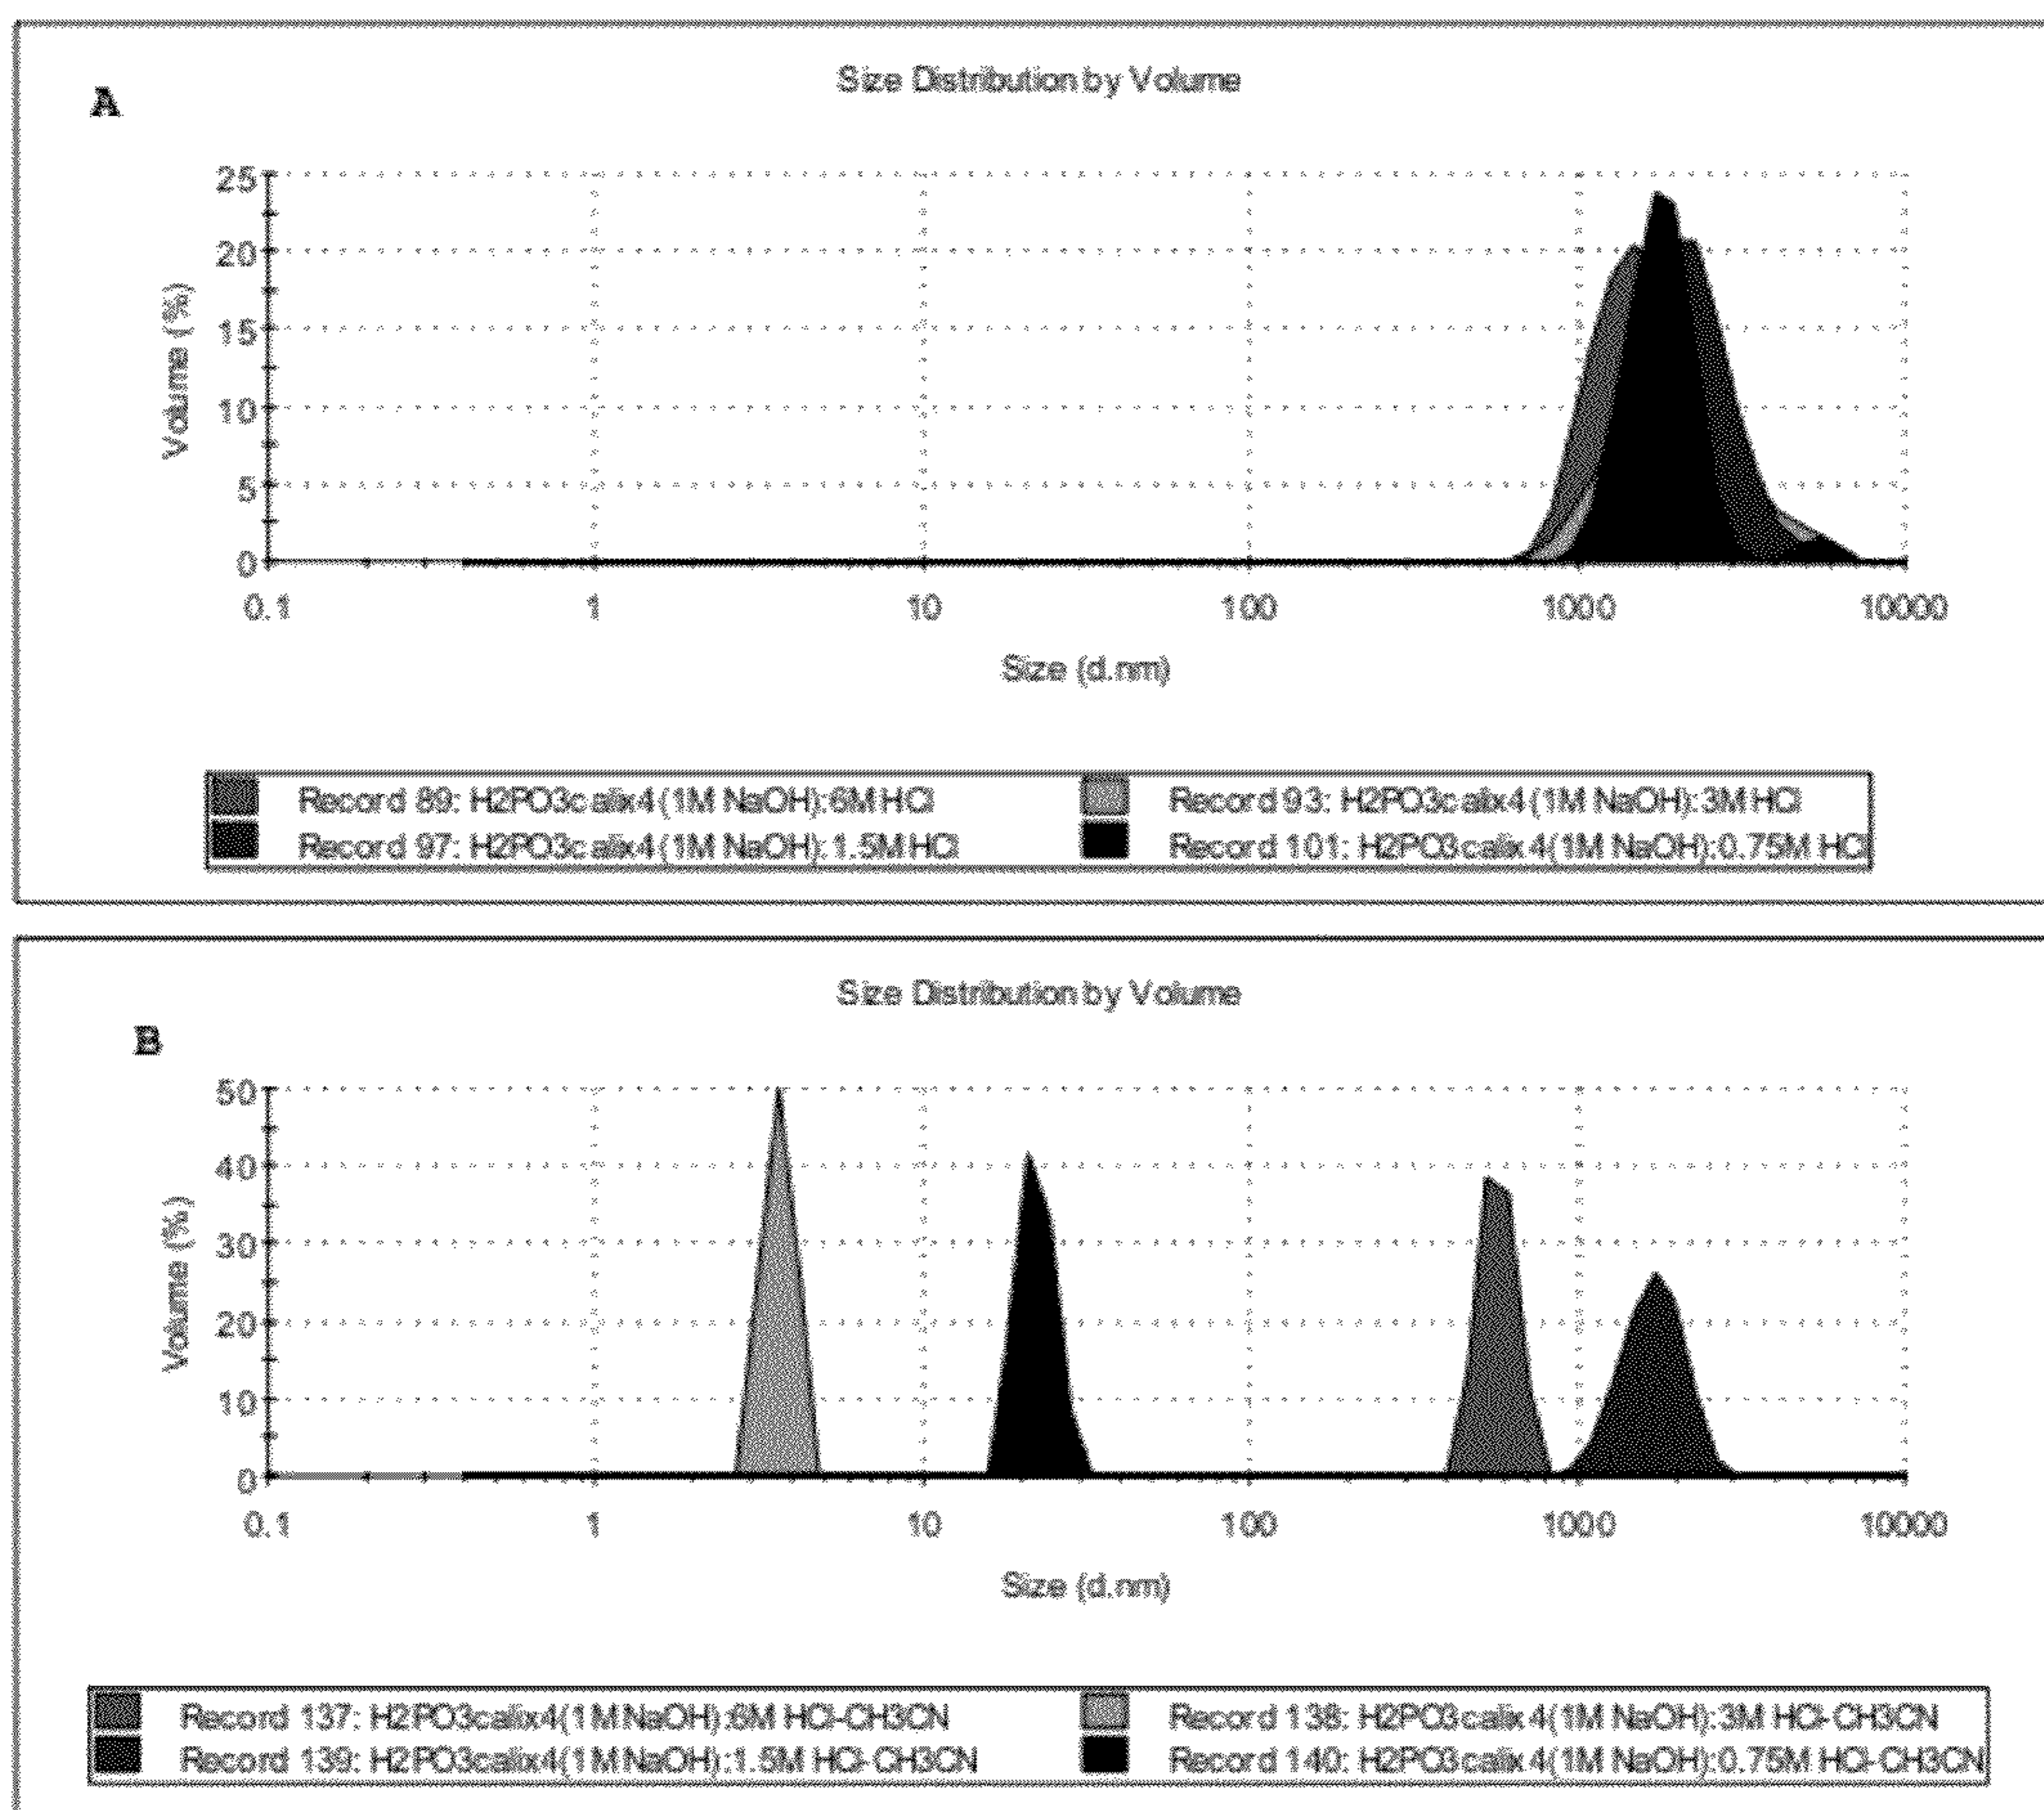 A
Size Distribution by Volume
25
20
15
10
5
0
Volume (%)
0.1 1 10 100 1000 10000
Size (d.nm)
Record 89: H2PO3calix4(1M NaOH):6M HCl Record 93: H2PO3calix4(1M NaOH):3M HCl
Record 97: H2PO3calix4(1M NaOH):1.5M HCl Record 101: H2PO3calix4(1M NaOH):0.75M HCl
Size Distribution by Volume
B
50
40
30
20
10
0
Volume (%)
0.1 1 10 100 1000 10000
Size (d.nm)
Record 137: H2PO3calix4(1M NaOH):6M HCl-CH3CN Record 138: H2PO3calix4(1M NaOH):3M HCl-CH3CN
Record 139: H2PO3calix4(1M NaOH):1.5M HCl-CH3CN Record 140: H2PO3calix4(1M NaOH):0.75M HCl-CH3CN